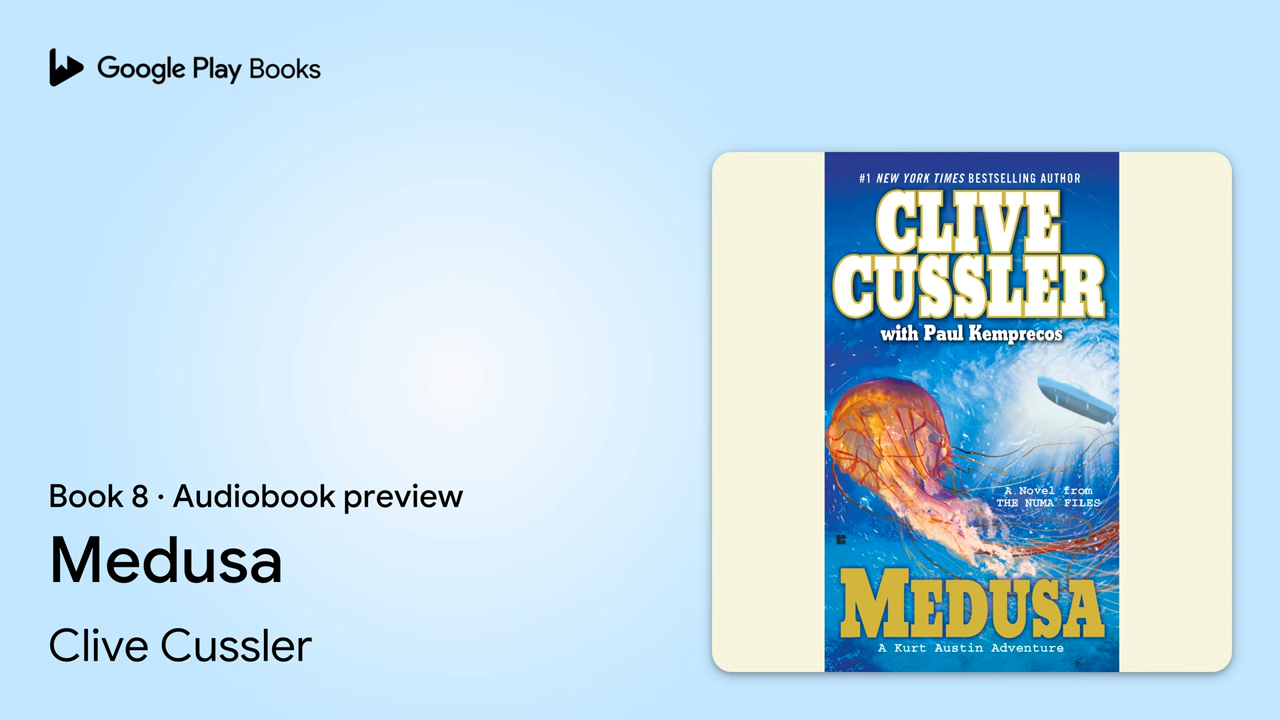 Google Play Books
Book 8 · Audiobook preview
Medusa
Clive Cussler
#1 NEW YORK TIMES BESTSELLING AUTHOR
CLIVE
CUSSLER
with Paul Kemprecos
A Novel from
THE NUMA® FILES
MEDUSA
A Kurt Austin Adventure